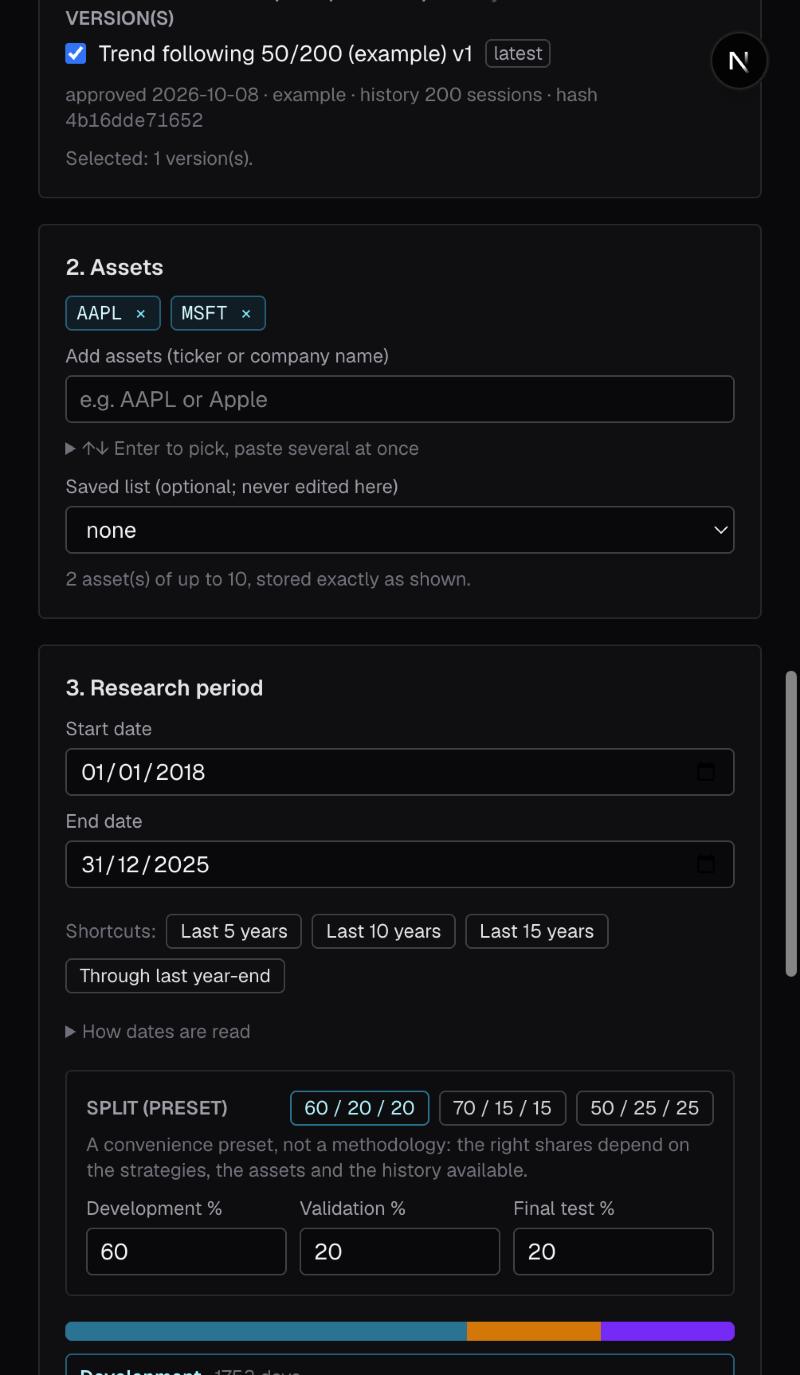 VERSION(S)
Trend following 50/200 (example) v1 latest
N
approved 2026-10-08 · example · history 200 sessions · hash
4b16dde71652
Selected: 1 version(s).
2. Assets
AAPL × MSFT ×
Add assets (ticker or company name)
e.g. AAPL or Apple
▶ ↑↓ Enter to pick, paste several at once
Saved list (optional; never edited here)
none
2 asset(s) of up to 10, stored exactly as shown.
3. Research period
Start date
01/01/2018
End date
31/12/2025
Shortcuts: Last 5 years Last 10 years Last 15 years
Through last year-end
▶ How dates are read
SPLIT (PRESET) 60 / 20 / 20 70 / 15 / 15 50 / 25 / 25
A convenience preset, not a methodology: the right shares depend on
the strategies, the assets and the history available.
Development % Validation % Final test %
60 20 20
Development